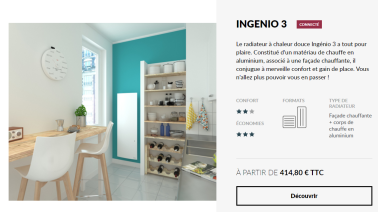 INGENIO 3 CONNECTÉ
Le radiateur à chaleur douce Ingénio 3 a tout pour
plaire. Constitué d'un matériau de chauffe en
aluminium, associé à une façade chauffante, il
conjugue à merveille confort et gain de place. Vous
n'allez plus pouvoir vous en passer !
CONFORT
ÉCONOMIES
FORMATS
TYPE DE
RADIATEUR
Façade chauffante
+ corps de
chauffe en
aluminium
À PARTIR DE 414,80 € TTC
Découvrir